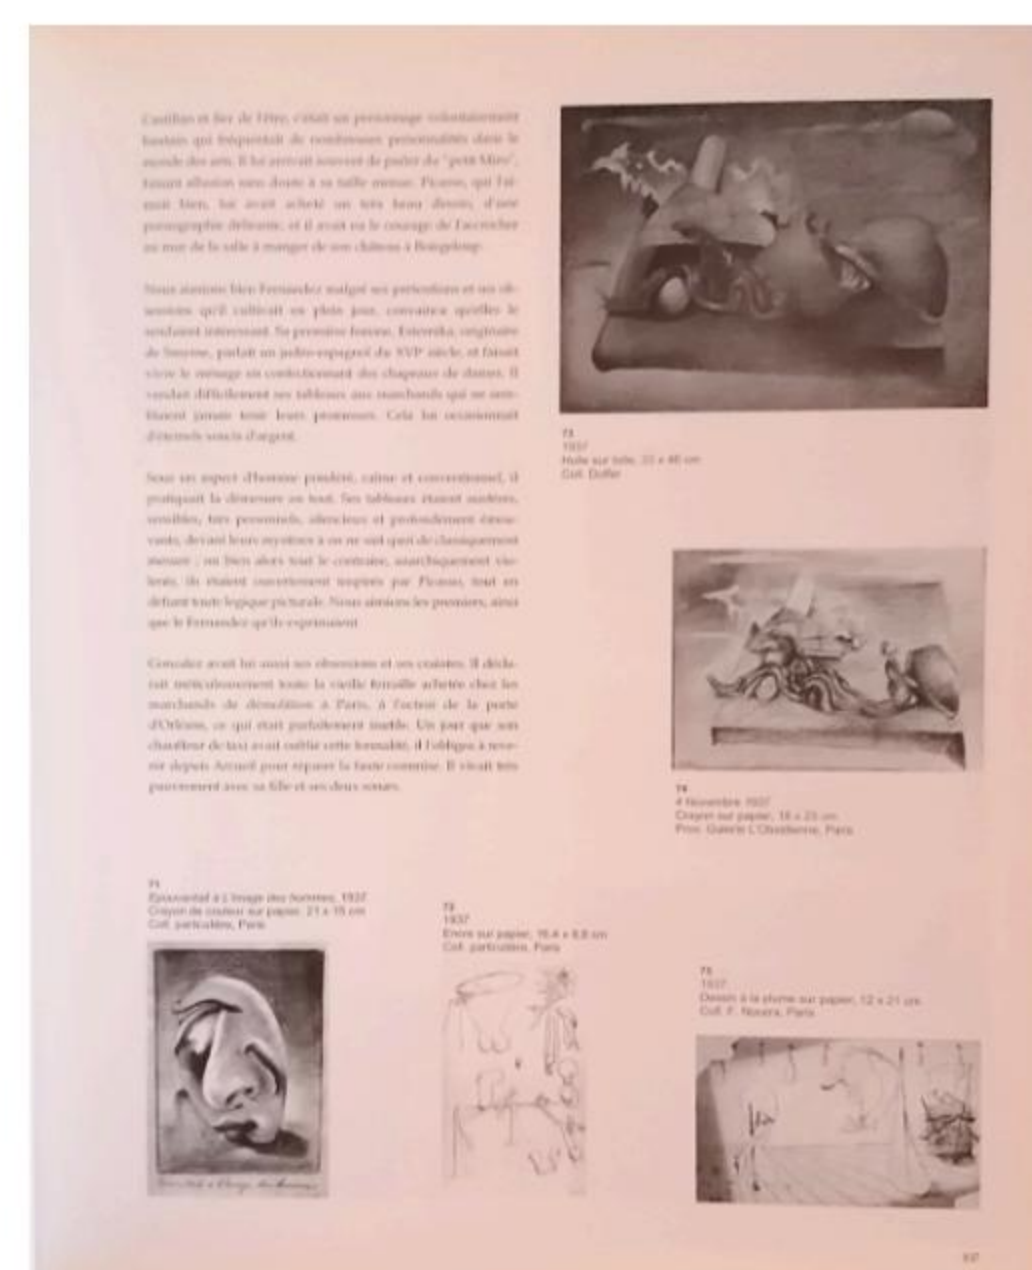 Castillan et fier de l'être, c'était un personnage volontairement
hautain qui fréquentait de nombreuses personnalités dans le
monde des arts. Il lui arrivait souvent de parler du "petit Miro",
faisant allusion sans doute à sa taille menue. Picasso, qui l'ai-
mait bien, lui avait acheté un très beau dessin, d'une
pornographie délirante, et il avait eu le courage de l'accrocher
au mur de la salle à manger de son château à Boisgeloup.
Nous aimions bien Fernandez malgré ses prétentions et ses ob-
sessions qu'il cultivait en plein jour, convaincu qu'elles le
rendaient intéressant. Sa première femme, Esterelka, originaire
de Smyrne, parlait un judéo-espagnol du XVIe siècle, et faisait
vivre le ménage en confectionnant des chapeaux de dames. Il
vendait difficilement ses tableaux aux marchands qui ne sem-
blaient jamais tenir leurs promesses. Cela lui occasionnait
d'éternels soucis d'argent.
Sous un aspect d'homme pondéré, calme et conventionnel, il
pratiquait la démesure en tout. Ses tableaux étaient austères,
sensibles, très personnels, silencieux et profondément émou-
vants, devant leurs mystères à on ne sait quoi de classiquement
mesuré ; ou bien alors tout le contraire, anarchiquement vio-
lents, ils étaient ouvertement inspirés par Picasso, tout en
défiant toute logique picturale. Nous aimions les premiers, ainsi
que le Fernandez qu'ils exprimaient.
Gonzalez avait lui aussi ses obsessions et ses craintes. Il décla-
rait méticuleusement toute la vieille ferraille achetée chez les
marchands de démolition à Paris, à l'octroi de la porte
d'Orléans, ce qui était parfaitement inutile. Un jour que son
chauffeur de taxi avait oublié cette formalité, il l'obligea à reve-
nir depuis Arcueil pour réparer la faute commise. Il vivait très
pauvrement avec sa fille et ses deux sœurs.
73
1937
Huile sur toile, 33 x 46 cm
Coll.
74
4 Novembre 1937
Crayon sur papier, 16 x 23 cm
Prov. Galerie L'Obsidienne, Paris
71
Epouvantail à L'Image des hommes, 1937
Crayon de couleur sur papier, 21 x 15 cm
Coll. particulière, Paris
72
1937
Encre sur papier, 16,4 x 9,8 cm
Coll. particulière, Paris
75
1937
Dessin à la plume sur papier, 12 x 21 cm
Coll. F. Paris